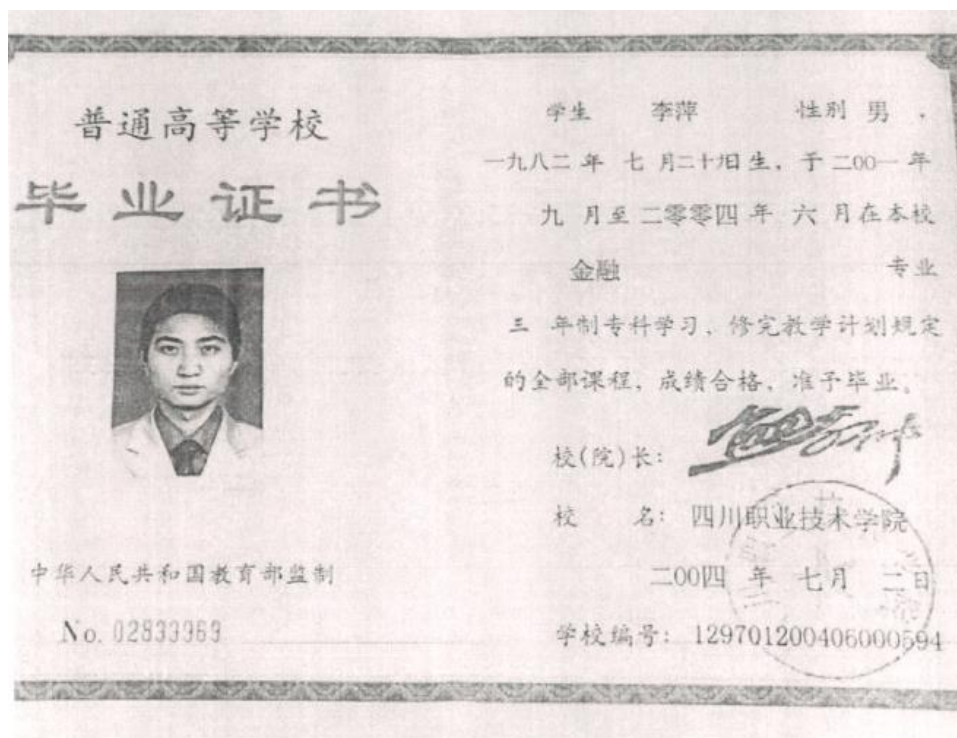 普通高等学校
毕业证书
中华人民共和国教育部监制
No. 02833969
学生 李萍 性别 男 ,
一九八二 年 七 月二十 日生, 于 二00一 年
九 月至 二零零四 年 六 月在本校
金融 专业
三 年制专科学习, 修完教学计划规定
的全部课程, 成绩合格, 准予毕业。
校(院)长:
校 名: 四川职业技术学院
二00四 年 七月 二日
学校编号: 129701200406000594